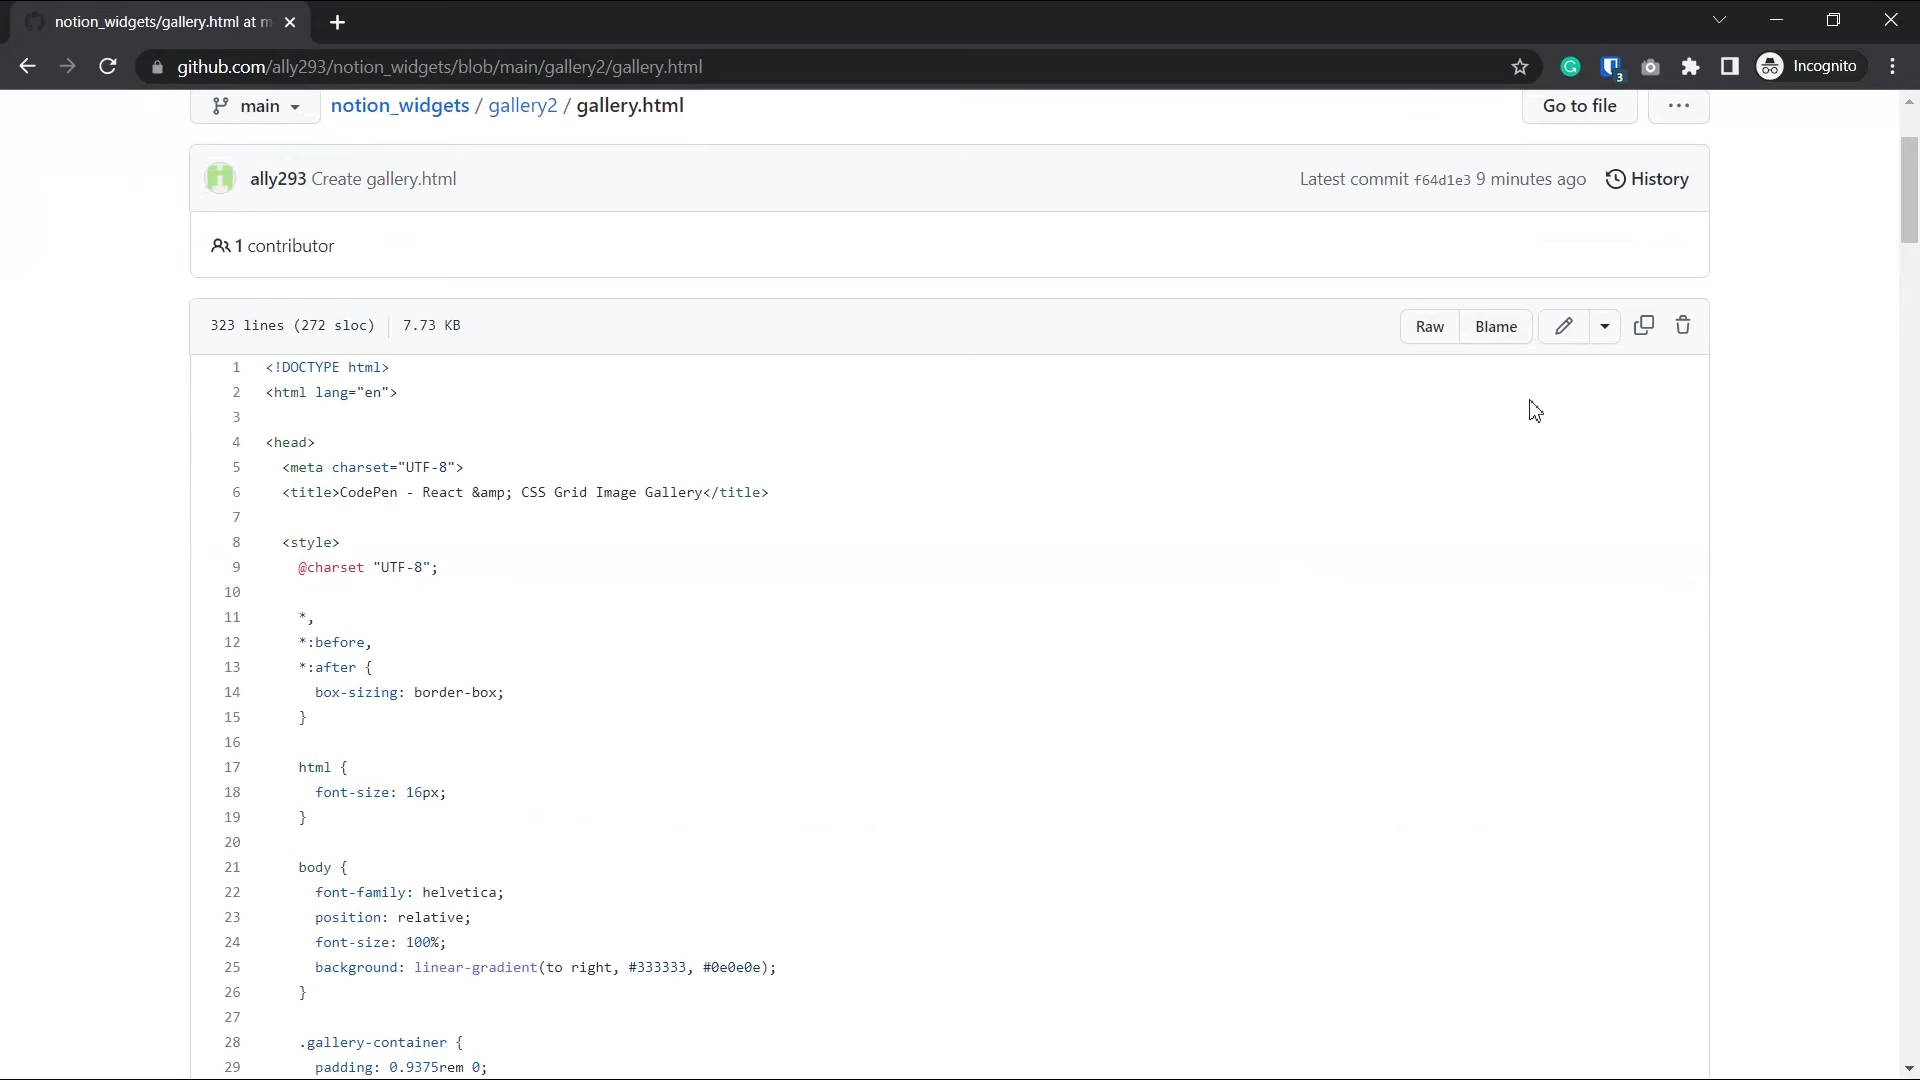 notion_widgets/gallery.html at m
github.com/ally293/notion_widgets/blob/main/gallery2/gallery.html
3
Incognito
main
notion_widgets / gallery2 / gallery.html
Go to file
ally293 Create gallery.html
Latest commit f64d1e3 9 minutes ago
History
1 contributor
323 lines (272 sloc)
7.73 KB
Raw
Blame
1 <!DOCTYPE html>
2 <html lang="en">
3
4 <head>
5 <meta charset="UTF-8">
6 <title>CodePen - React &amp; CSS Grid Image Gallery</title>
7
8 <style>
9 @charset "UTF-8";
10
11 *,
12 *:before,
13 *:after {
14 box-sizing: border-box;
15 }
16
17 html {
18 font-size: 16px;
19 }
20
21 body {
22 font-family: helvetica;
23 position: relative;
24 font-size: 100%;
25 background: linear-gradient(to right, #333333, #0e0e0e);
26 }
27
28 .gallery-container {
29 padding: 0.9375rem 0;